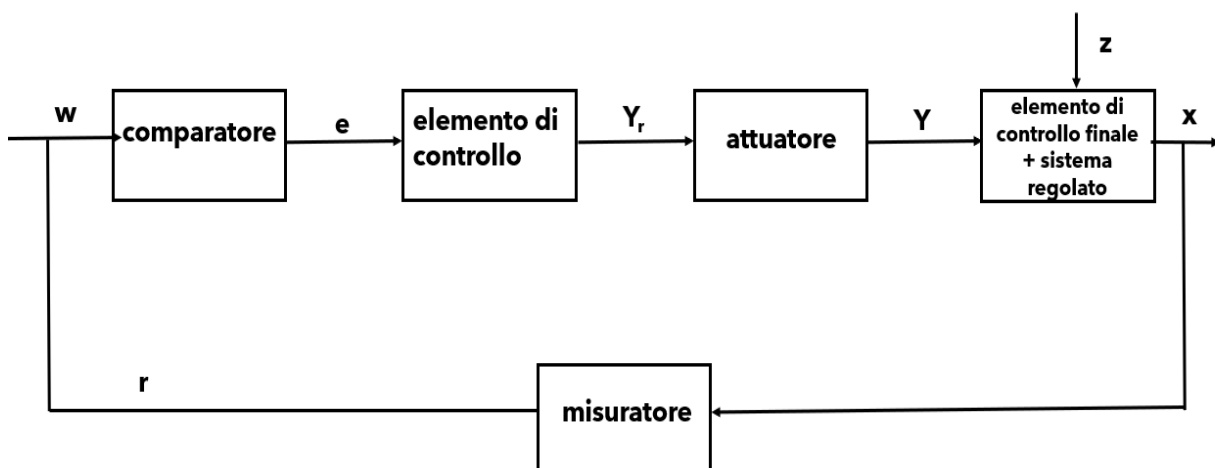 z
w
comparatore
e
elemento di
controllo
Yr
attuatore
Y
elemento di
controllo finale
+ sistema
regolato
x
r
misuratore